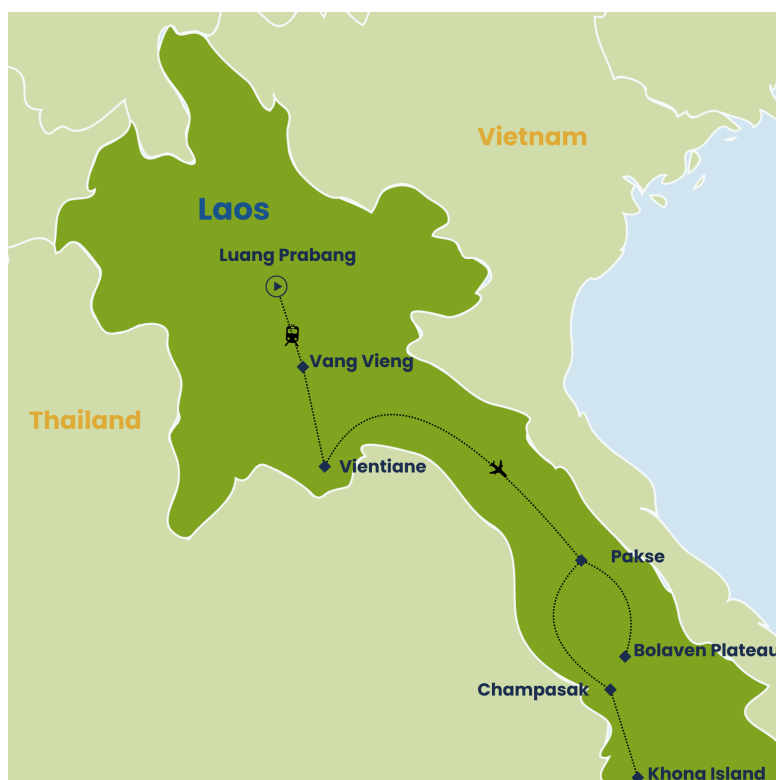 Vietnam
Laos
Luang Prabang
Vang Vieng
Thailand
Vientiane
Pakse
Bolaven Plateau
Champasak
Khong Island